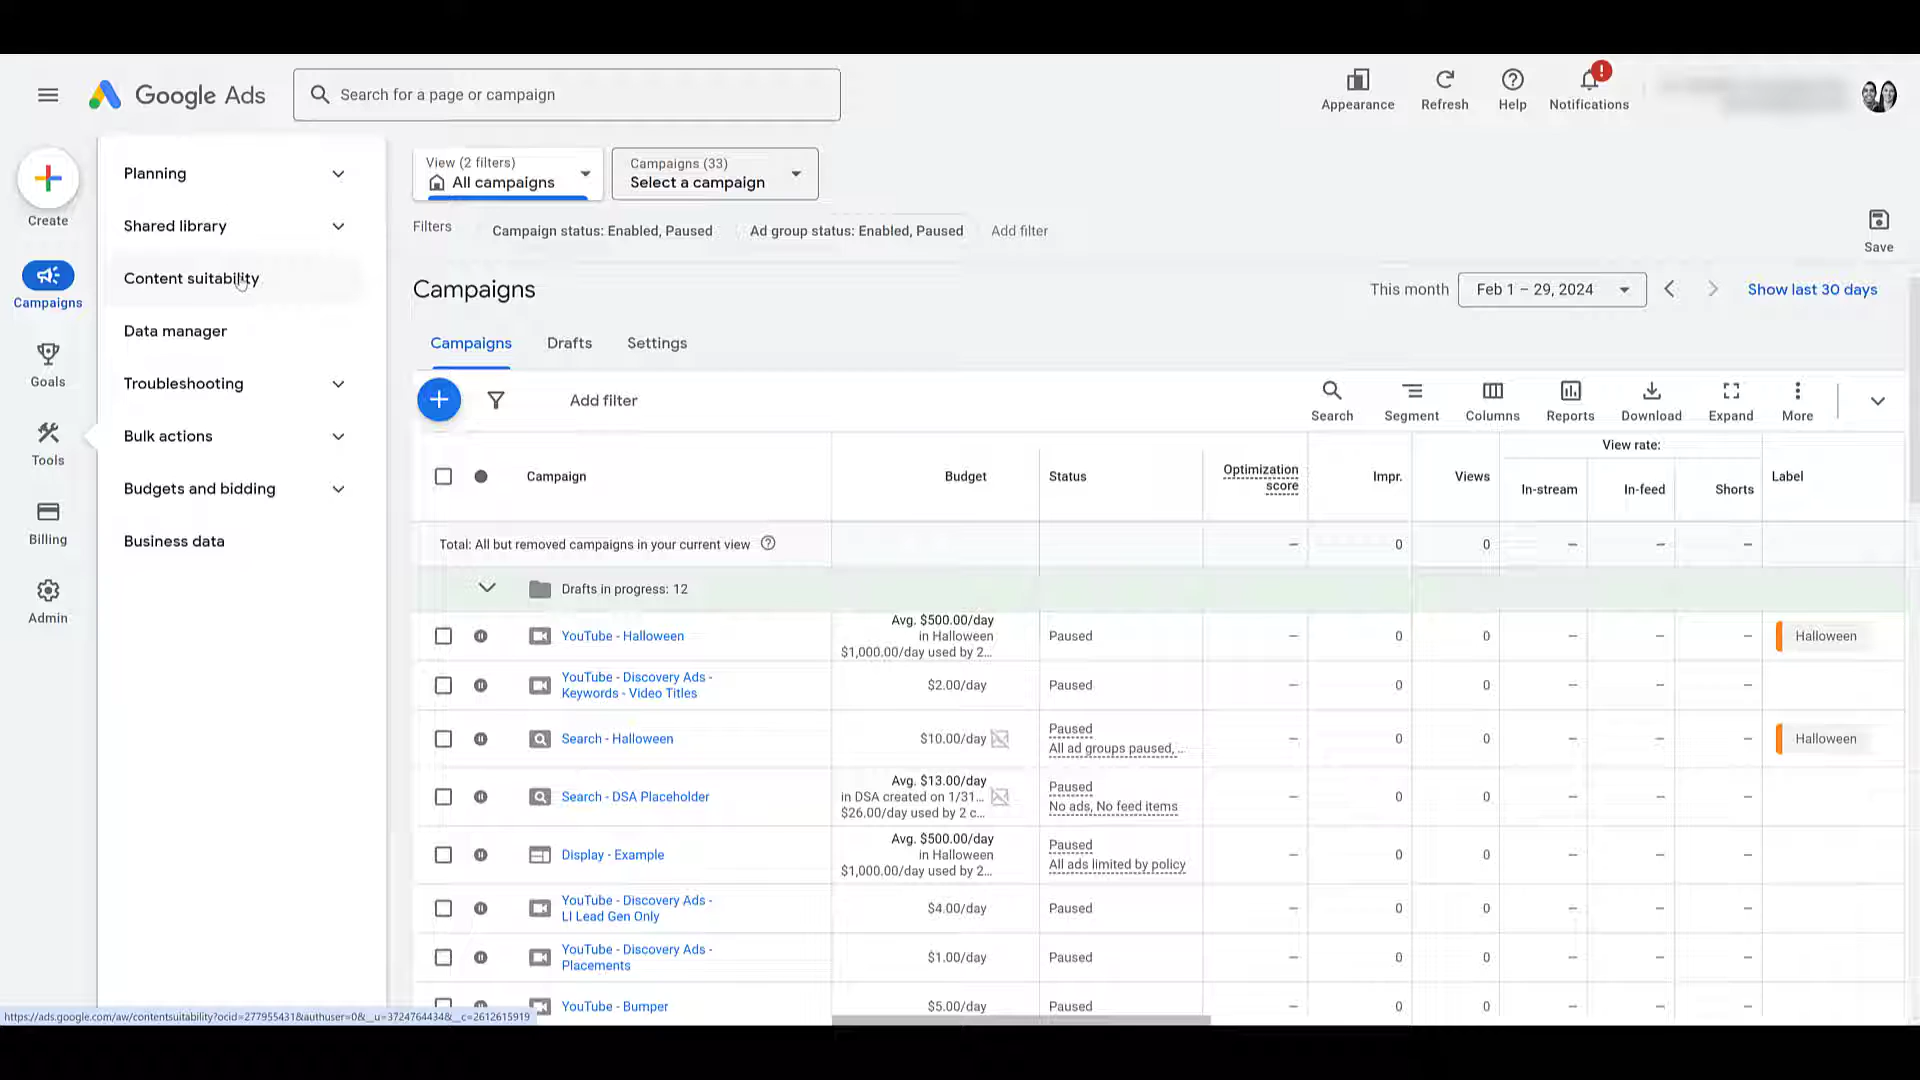 Google Ads
Search for a page or campaign
Appearance
Refresh
Help
Notifications
Create
Campaigns
Goals
Tools
Billing
Admin
Planning
Shared library
Content suitability
Data manager
Troubleshooting
Bulk actions
Budgets and bidding
Business data
View (2 filters)
All campaigns
Campaigns (33)
Select a campaign
Filters
Campaign status: Enabled, Paused
Ad group status: Enabled, Paused
Add filter
Save
Campaigns
This month
Feb 1 – 29, 2024
Show last 30 days
Campaigns
Drafts
Settings
Add filter
Search
Segment
Columns
Reports
Download
Expand
More
Campaign
Budget
Status
Optimization
score
Impr.
Views
View rate:
In-stream
In-feed
Shorts
Label
Total: All but removed campaigns in your current view
– 0 0 – – –
Drafts in progress: 12
YouTube - Halloween
Avg. $500.00/day
in Halloween
$1,000.00/day used by 2...
Paused
– 0 0 – – –
Halloween
YouTube - Discovery Ads -
Keywords - Video Titles
$2.00/day
Paused
– 0 0 – – –
Search - Halloween
$10.00/day
Paused
All ad groups paused, ..
– 0 0 – – –
Halloween
Search - DSA Placeholder
Avg. $13.00/day
in DSA created on 1/31...
$26.00/day used by 2 c...
Paused
No ads, No feed items
– 0 0 – – –
Display - Example
Avg. $500.00/day
in Halloween
$1,000.00/day used by 2...
Paused
All ads limited by policy
– 0 0 – – –
YouTube - Discovery Ads -
LI Lead Gen Only
$4.00/day
Paused
– 0 0 – – –
YouTube - Discovery Ads -
Placements
$1.00/day
Paused
– 0 0 – – –
YouTube - Bumper
$5.00/day
Paused
– 0 0 – – –
https://ads.google.com/aw/contentsuitability?ocid=277955431&authuser=0&__u=3724764434&__c=2612615919